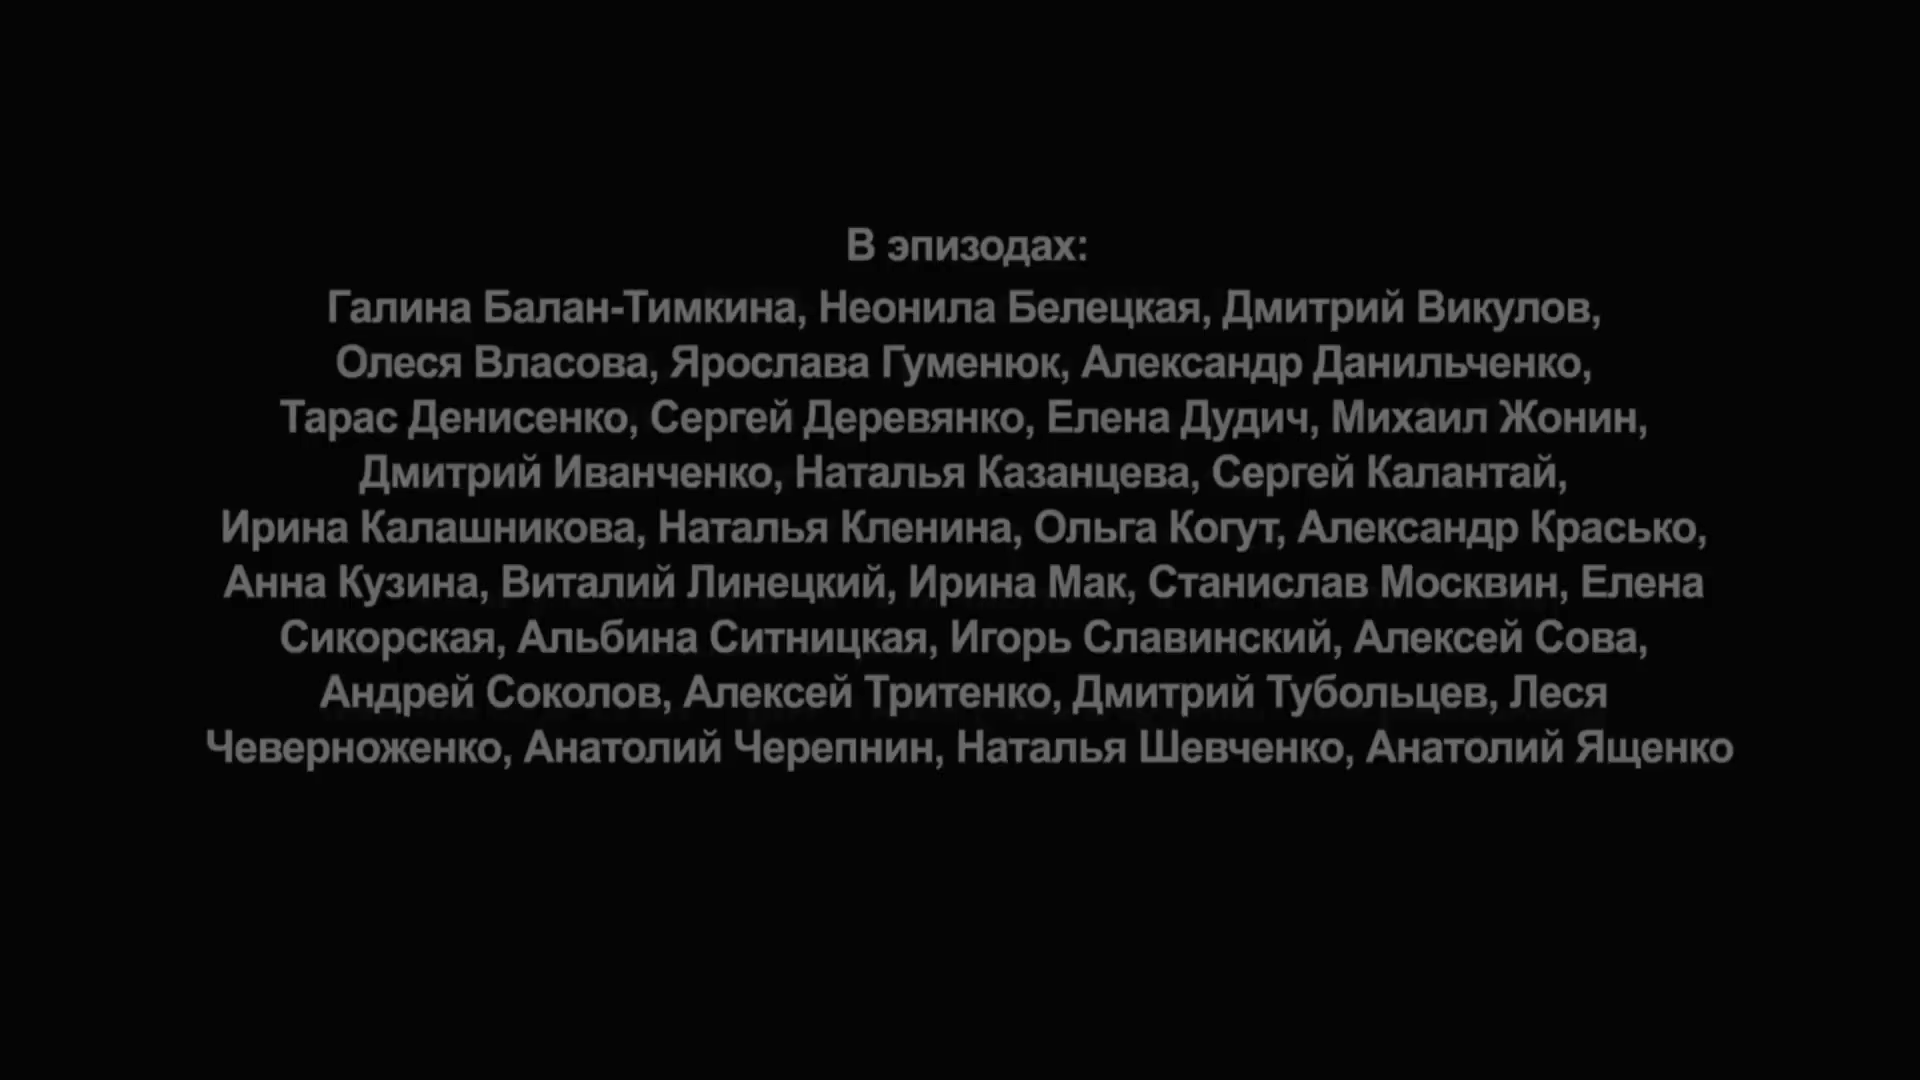 В эпизодах:
Галина Балан-Тимкина, Неонила Белецкая, Дмитрий Викулов,
Олеся Власова, Ярослава Гуменюк, Александр Данильченко,
Тарас Денисенко, Сергей Деревянко, Елена Дудич, Михаил Жонин,
Дмитрий Иванченко, Наталья Казанцева, Сергей Калантай,
Ирина Калашникова, Наталья Кленина, Ольга Когут, Александр Красько,
Анна Кузина, Виталий Линецкий, Ирина Мак, Станислав Москвин, Елена
Сикорская, Альбина Ситницкая, Игорь Славинский, Алексей Сова,
Андрей Соколов, Алексей Тритенко, Дмитрий Тубольцев, Леся
Чеверноженко, Анатолий Черепнин, Наталья Шевченко, Анатолий Ященко